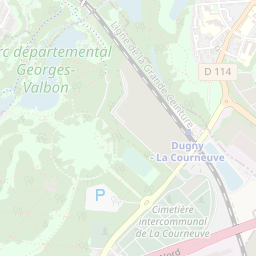 rc départemental
Georges-
Valbon
Ligne de la Grande Ceinture
D 114
Dugny
- La Courneuve
P
Cimetière
intercommunal
de La Courneuve
Nord